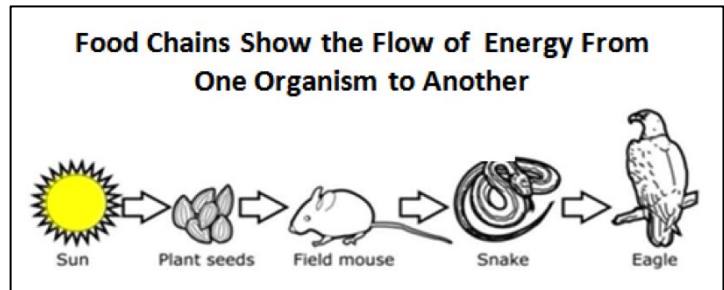 Food Chains Show the Flow of Energy From
One Organism to Another
Sun Plant seeds Field mouse Snake Eagle